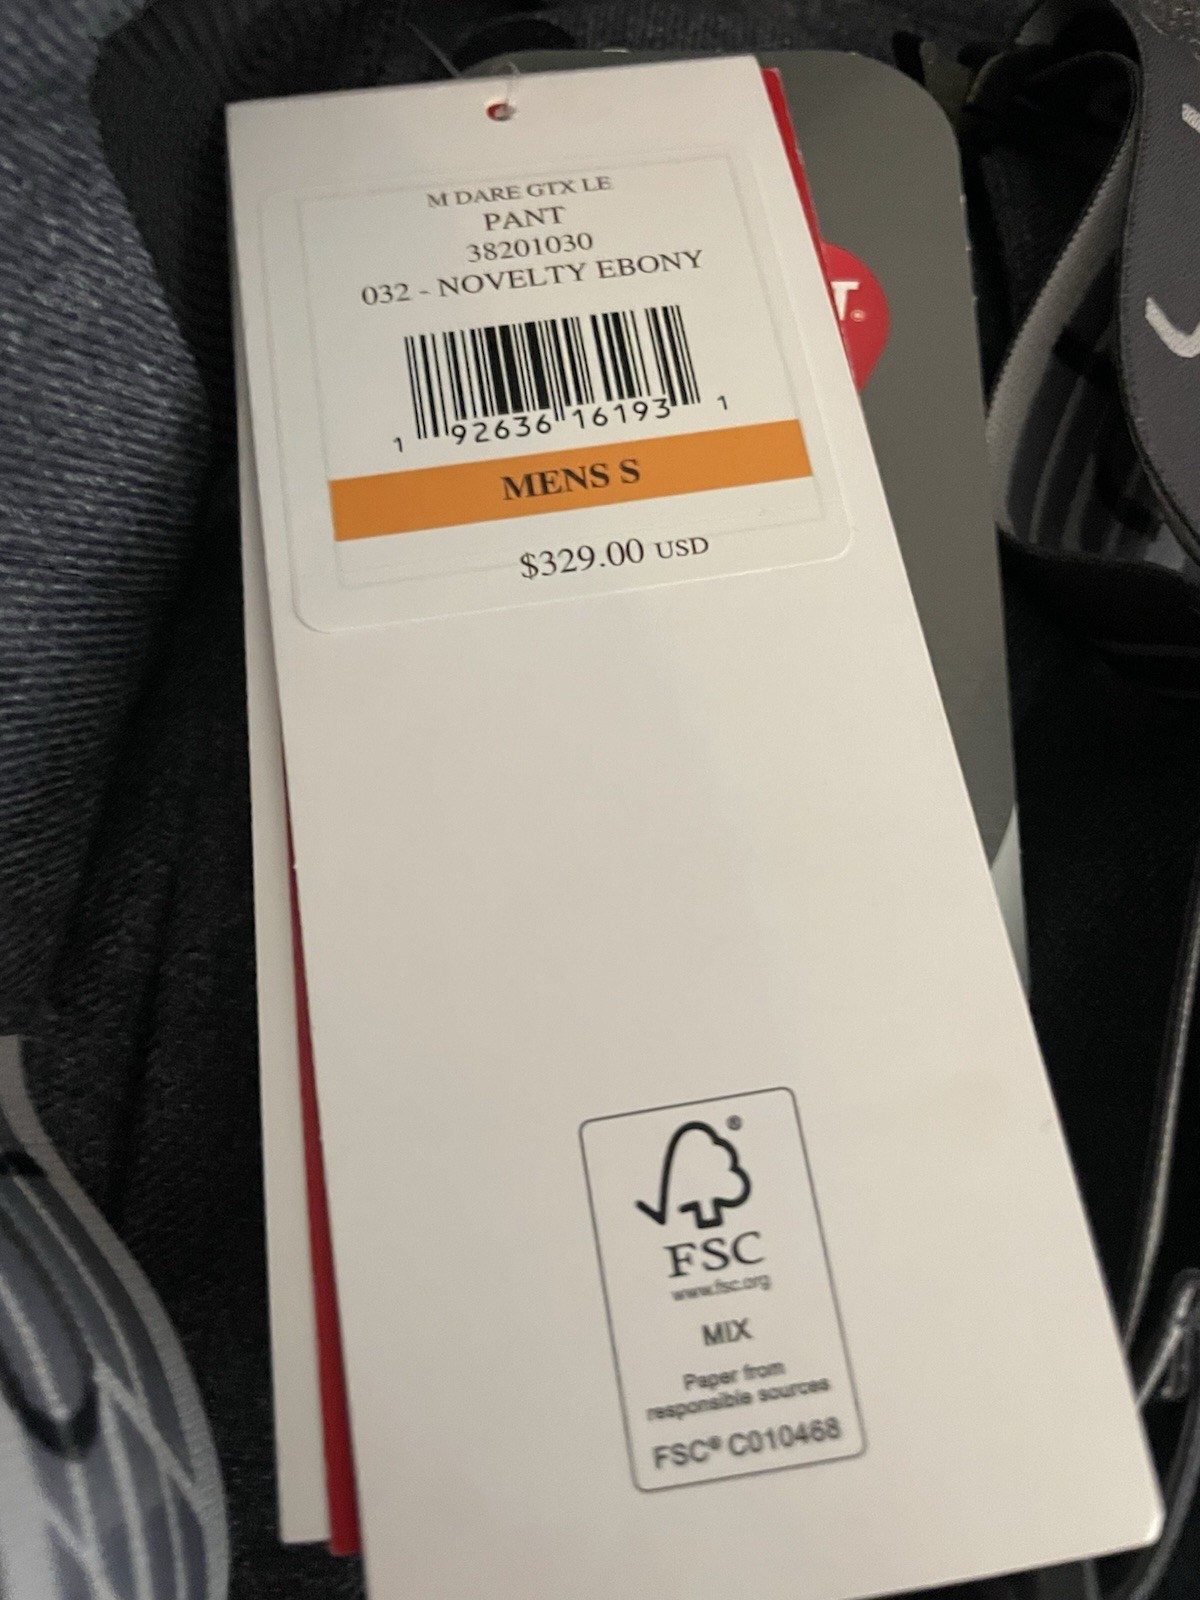 M DARE GTX LE
PANT
38201030
032 - NOVELTY EBONY
1 92636 16193 1
MENS S
$329.00 USD
T®
®
FSC
www.fsc.org
MIX
Paper from
responsible sources
FSC® C010468